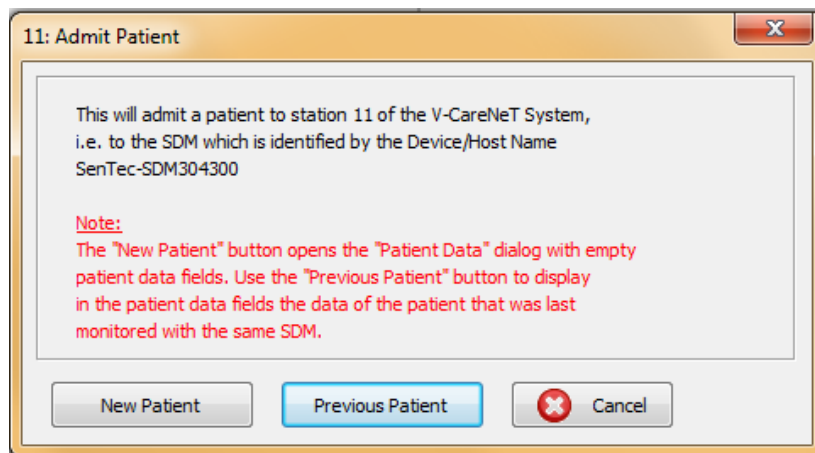 11: Admit Patient
This will admit a patient to station 11 of the V-CareNeT System,
i.e. to the SDM which is identified by the Device/Host Name
SenTec-SDM304300
Note:
The "New Patient" button opens the "Patient Data" dialog with empty
patient data fields. Use the "Previous Patient" button to display
in the patient data fields the data of the patient that was last
monitored with the same SDM.
New Patient
Previous Patient
Cancel